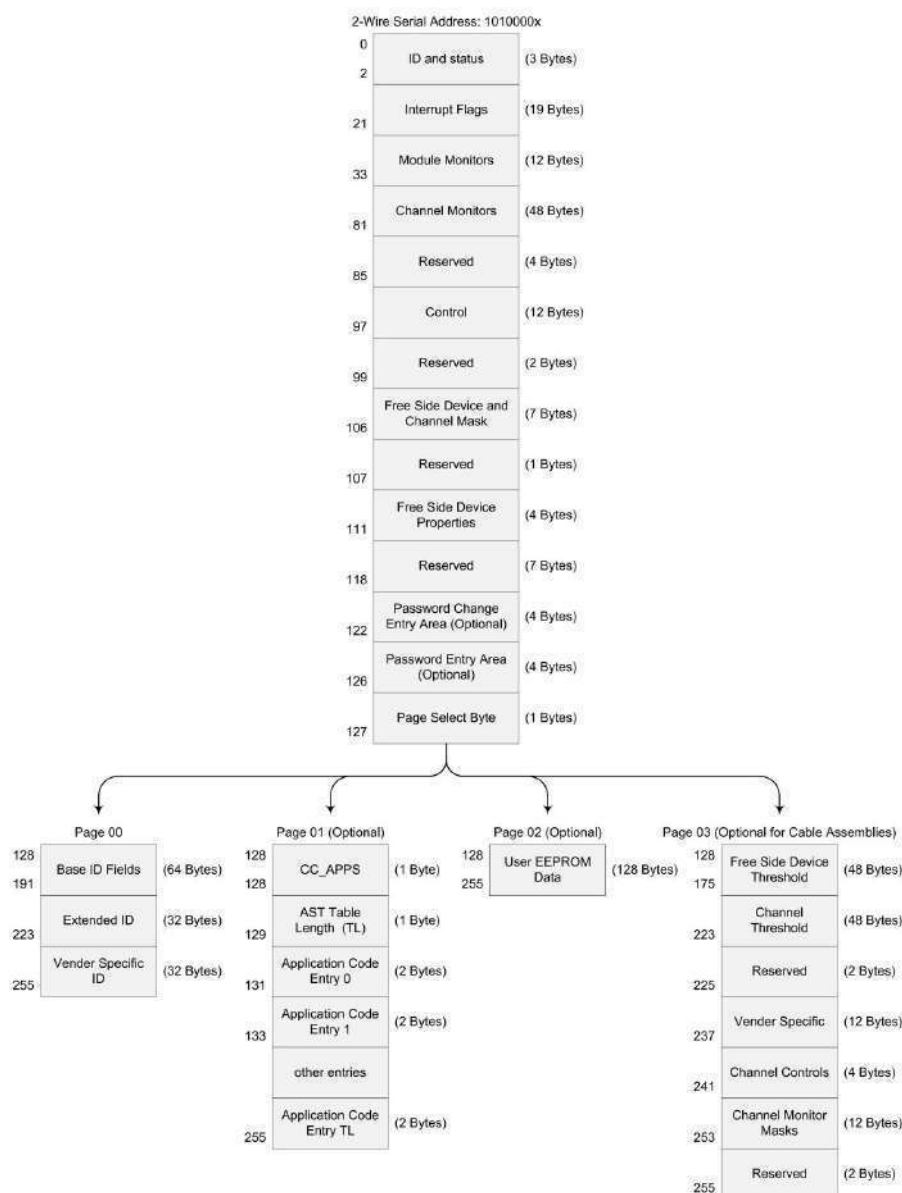 2-Wire Serial Address: 1010000x
0
ID and status (3 Bytes)
2
Interrupt Flags (19 Bytes)
21
Module Monitors (12 Bytes)
33
Channel Monitors (48 Bytes)
81
Reserved (4 Bytes)
85
Control (12 Bytes)
97
Reserved (2 Bytes)
99
Free Side Device and
Channel Mask (7 Bytes)
106
Reserved (1 Bytes)
107
Free Side Device
Properties (4 Bytes)
111
Reserved (7 Bytes)
118
Password Change
Entry Area (Optional) (4 Bytes)
122
Password Entry Area
(Optional) (4 Bytes)
126
Page Select Byte (1 Bytes)
127
Page 00
128
Base ID Fields (64 Bytes)
191
Extended ID (32 Bytes)
223
Vender Specific
ID (32 Bytes)
255
Page 01 (Optional)
128
CC_APPS (1 Byte)
128
AST Table
Length (TL) (1 Byte)
129
Application Code
Entry 0 (2 Bytes)
131
Application Code
Entry 1 (2 Bytes)
133
other entries
Application Code
Entry TL (2 Bytes)
255
Page 02 (Optional)
128
User EEPROM
Data (128 Bytes)
255
Page 03 (Optional for Cable Assemblies)
128
Free Side Device
Threshold (48 Bytes)
175
Channel
Threshold (48 Bytes)
223
Reserved (2 Bytes)
225
Vender Specific (12 Bytes)
237
Channel Controls (4 Bytes)
241
Channel Monitor
Masks (12 Bytes)
253
Reserved (2 Bytes)
255